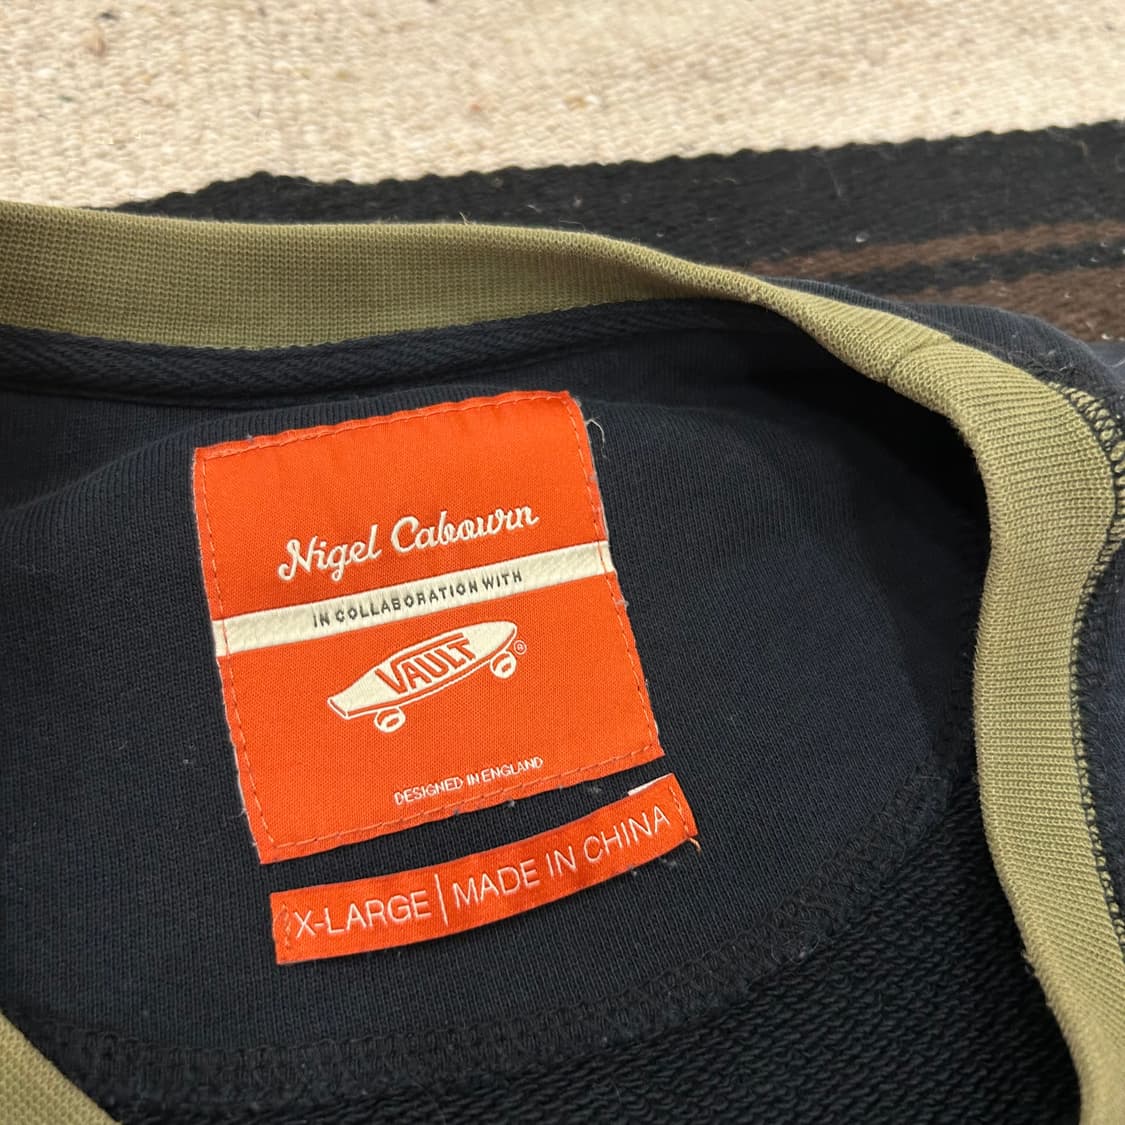 Nigel Cabourn
IN COLLABORATION WITH
VAULT ®
DESIGNED IN ENGLAND
X-LARGE | MADE IN CHINA